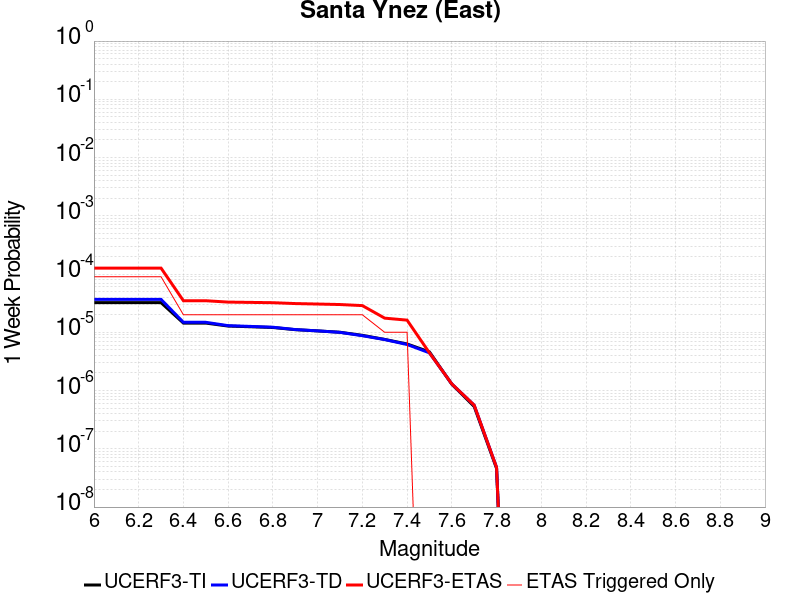 Santa Ynez (East)
10^0
10^-1
10^-2
10^-3
10^-4
10^-5
10^-6
10^-7
10^-8
1 Week Probability
6 6.2 6.4 6.6 6.8 7 7.2 7.4 7.6 7.8 8 8.2 8.4 8.6 8.8 9
Magnitude
UCERF3-TI UCERF3-TD UCERF3-ETAS ETAS Triggered Only